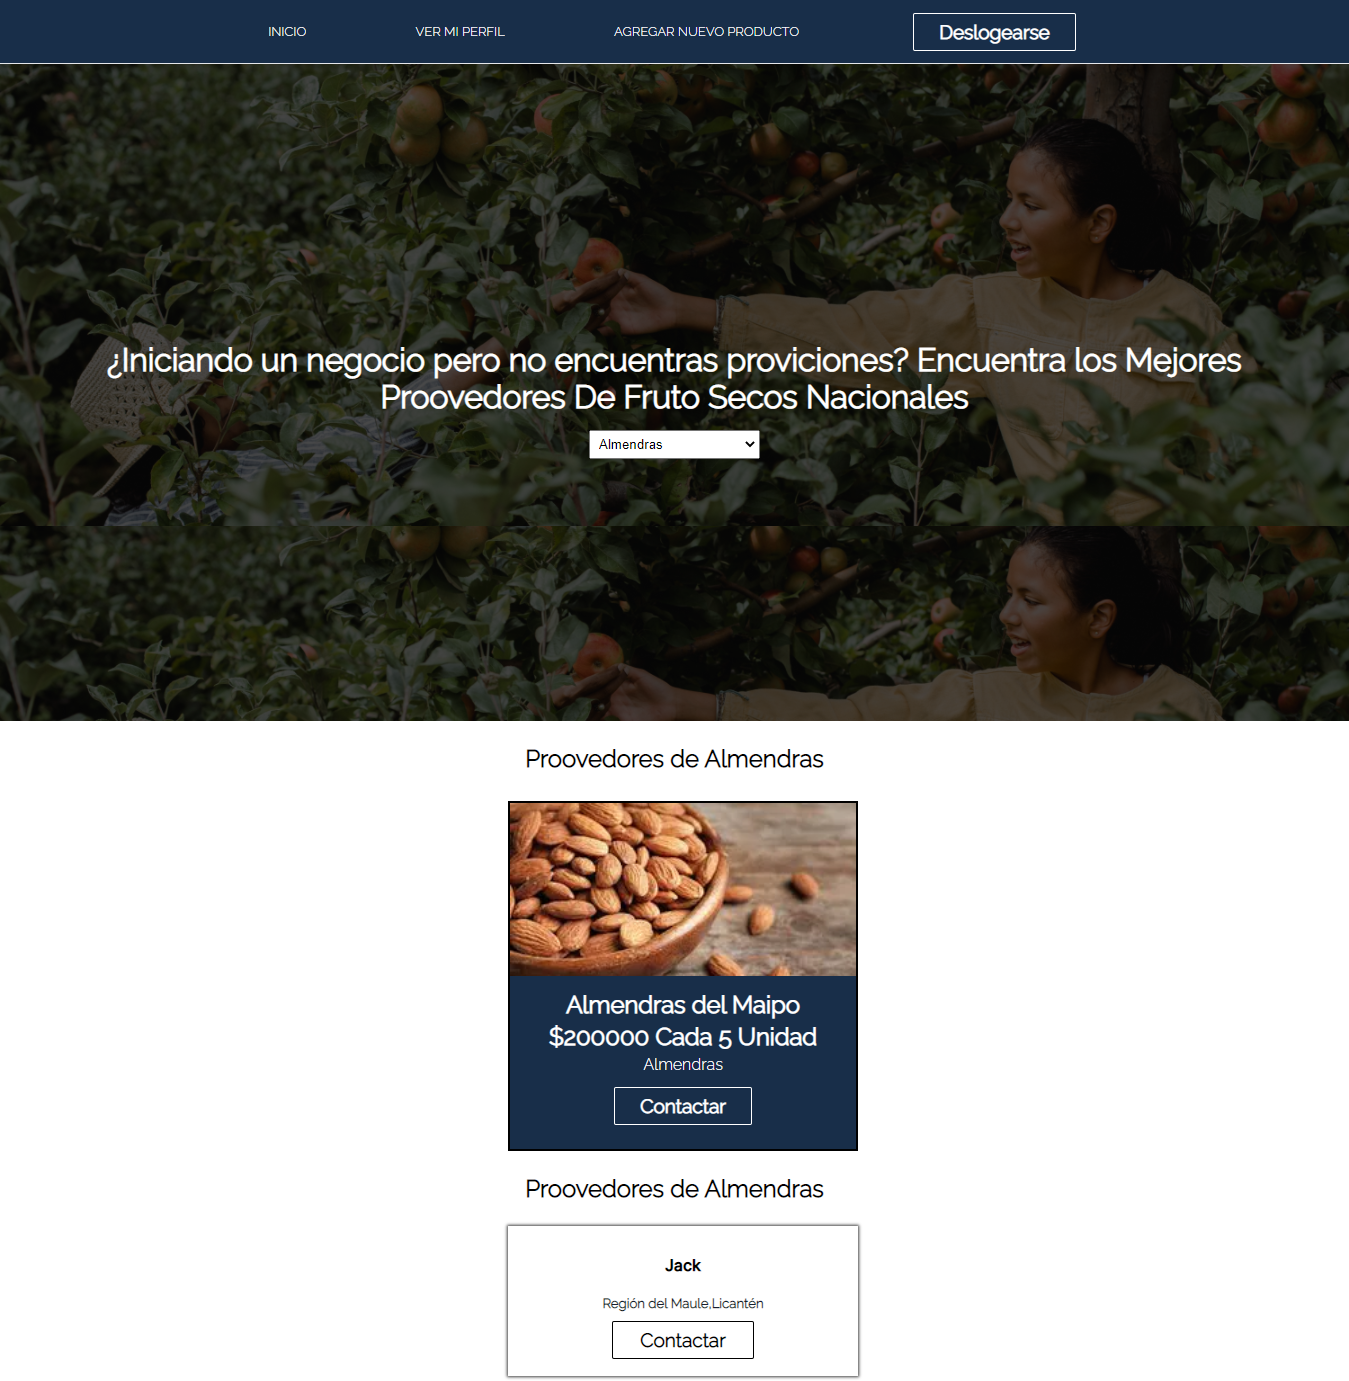 INICIO
VER MI PERFIL
AGREGAR NUEVO PRODUCTO
Deslogearse
¿Iniciando un negocio pero no encuentras proviciones? Encuentra los Mejores
Proovedores De Fruto Secos Nacionales
Almendras
Proovedores de Almendras
Almendras del Maipo
$200000 Cada 5 Unidad
Almendras
Contactar
Proovedores de Almendras
Jack
Región del Maule,Licantén
Contactar